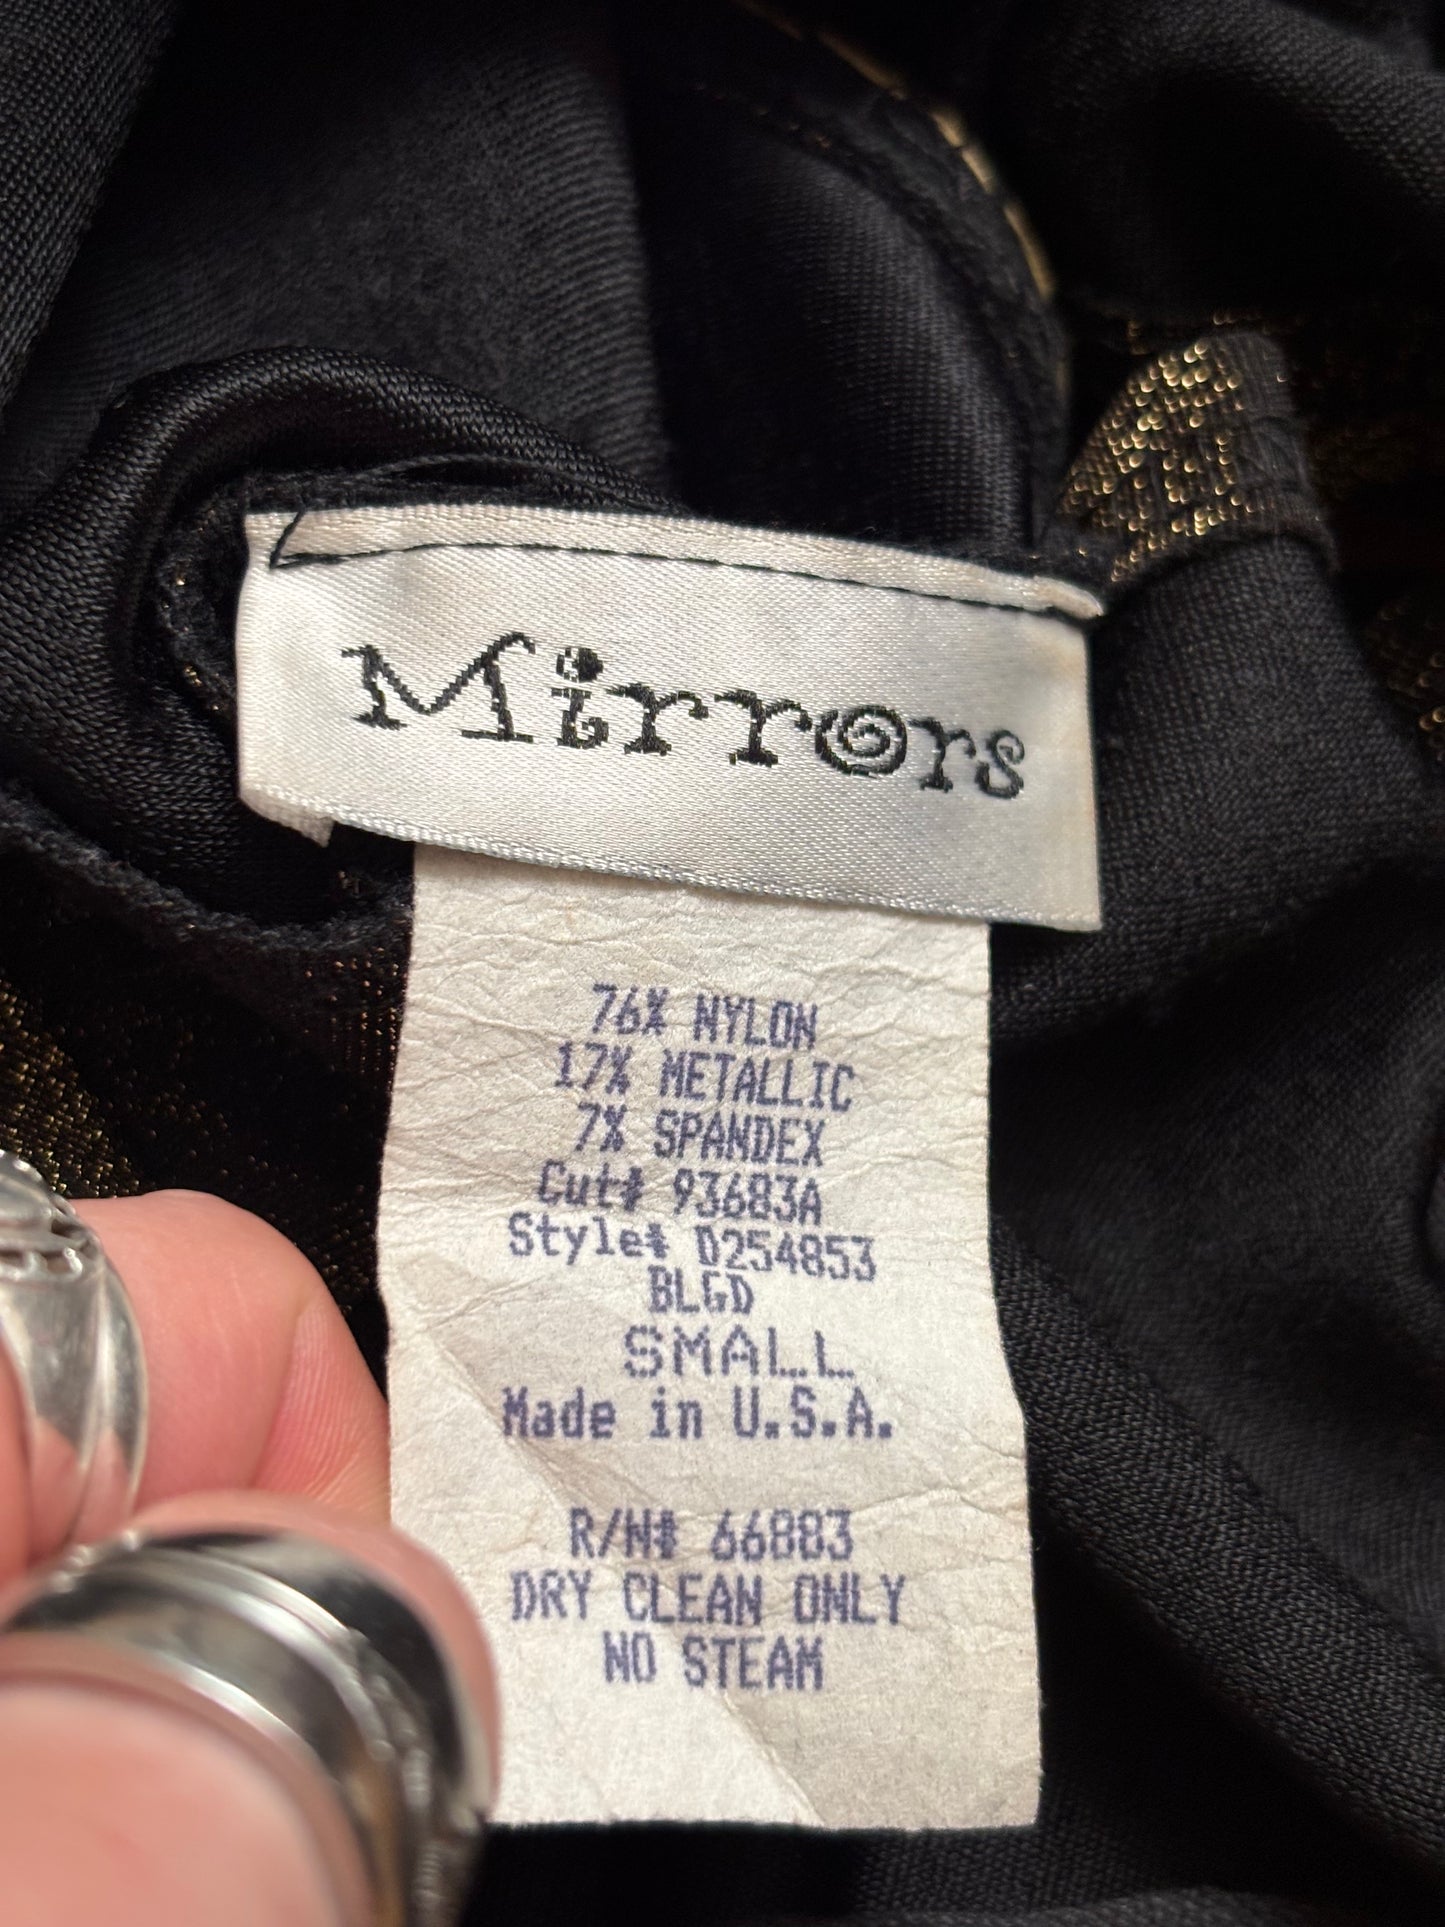 Mirrors
76% NYLON
17% METALLIC
7% SPANDEX
Cut# 93683A
Style# D254853
BLGD
SMALL
Made in U.S.A.
R/N# 66883
DRY CLEAN ONLY
NO STEAM